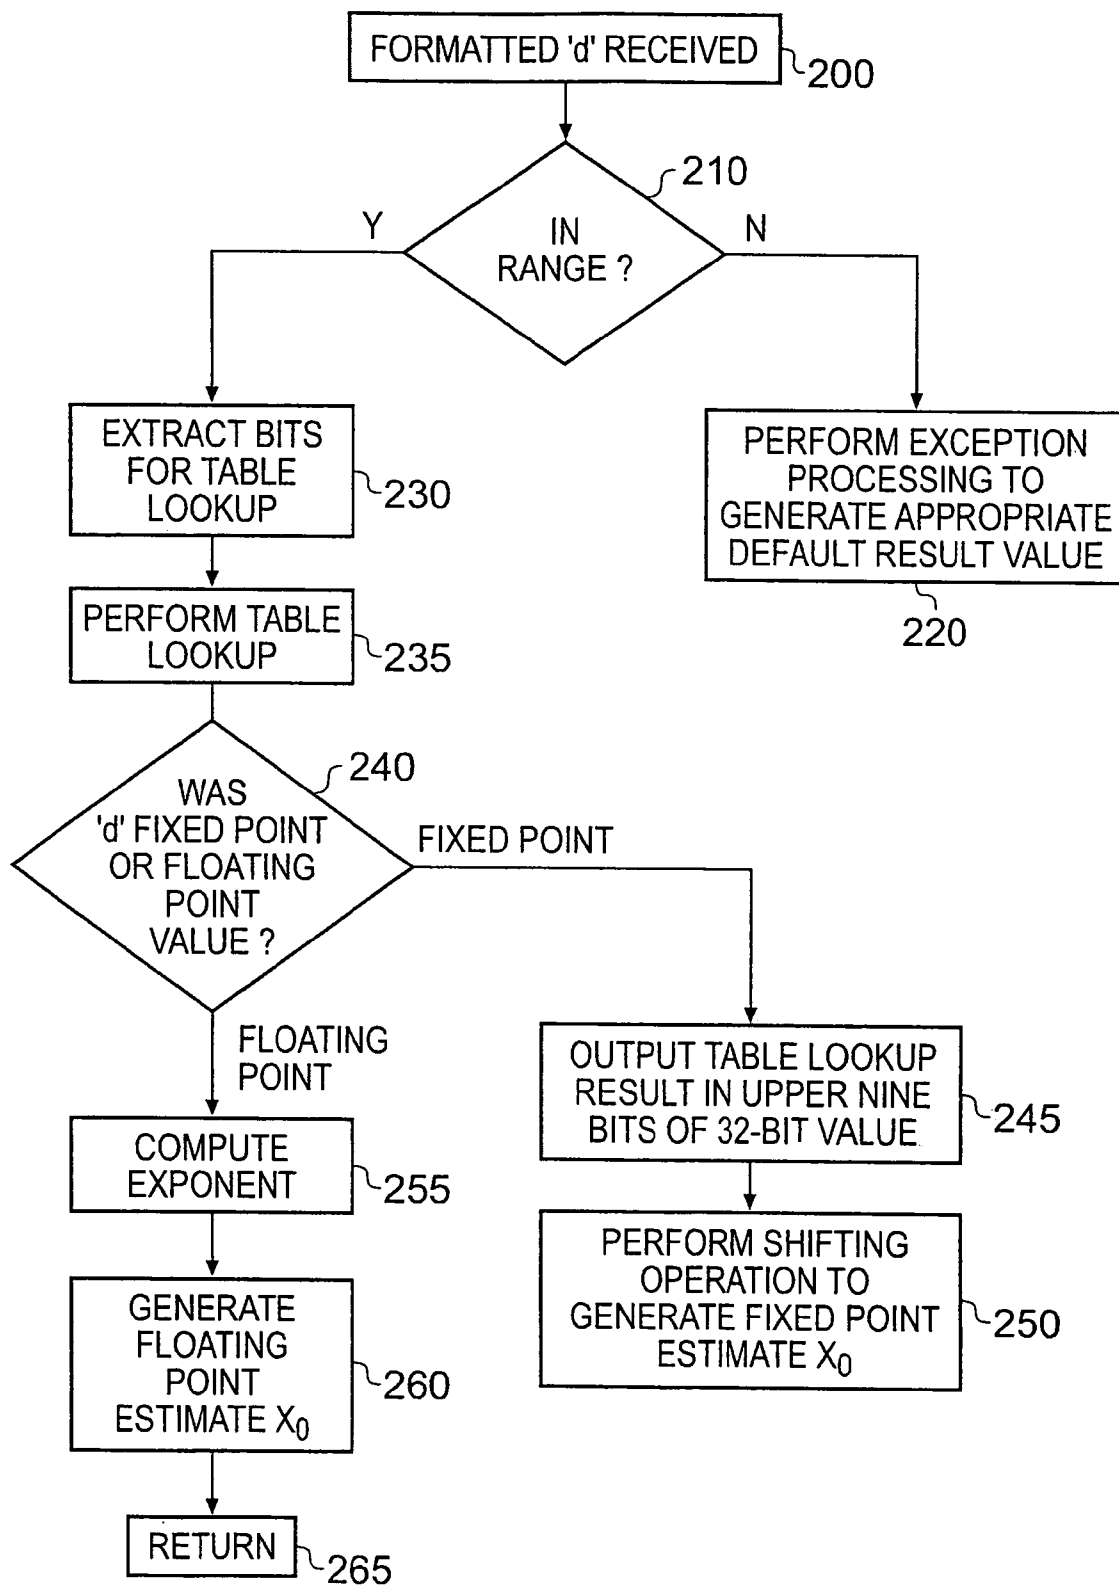 FORMATTED 'd' RECEIVED
200
210
Y
N
IN
RANGE ?
EXTRACT BITS
FOR TABLE
LOOKUP
230
PERFORM EXCEPTION
PROCESSING TO
GENERATE APPROPRIATE
DEFAULT RESULT VALUE
220
PERFORM TABLE
LOOKUP
235
240
WAS
'd' FIXED POINT
OR FLOATING
POINT
VALUE ?
FIXED POINT
FLOATING
POINT
OUTPUT TABLE LOOKUP
RESULT IN UPPER NINE
BITS OF 32-BIT VALUE
245
COMPUTE
EXPONENT
255
PERFORM SHIFTING
OPERATION TO
GENERATE FIXED POINT
ESTIMATE X₀
250
GENERATE
FLOATING
POINT
ESTIMATE X₀
260
RETURN
265